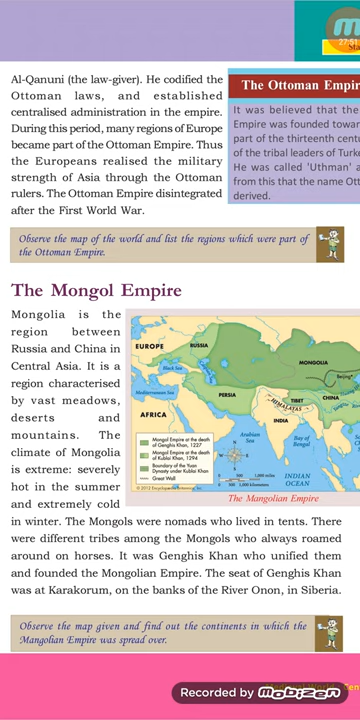 27:51
Al-Qanuni (the law-giver). He codified the
Ottoman laws, and established
centralised administration in the empire.
During this period, many regions of Europe
became part of the Ottoman Empire. Thus
the Europeans realised the military
strength of Asia through the Ottoman
rulers. The Ottoman Empire disintegrated
after the First World War.
The Ottoman Empir
It was believed that the
Empire was founded towar
part of the thirteenth centu
of the tribal leaders of Turke
He was called 'Uthman' a
from this that the name Ott
derived.
Observe the map of the world and list the regions which were part of
the Ottoman Empire.
The Mongol Empire
Mongolia is the
region between
Russia and China in
Central Asia. It is a
region characterised
by vast meadows,
deserts and
mountains. The
climate of Mongolia
is extreme: severely
hot in the summer
and extremely cold
EUROPE
RUSSIA
MONGOLIA
Black Sea
Beijing
Mediterranean Sea
PERSIA
TIBET
CHINA
HIMALAYAS
AFRICA
INDIA
Arabian
Sea
Bay of
Bengal
INDIAN
OCEAN
Mongol Empire at the death
of Genghis Khan, 1227
Mongol Empire at the death
of Kublai Khan, 1294
Boundary of the Yuan
Dynasty under Kublai Khan
Great Wall
The Mangolian Empire
in winter. The Mongols were nomads who lived in tents. There
were different tribes among the Mongols who always roamed
around on horses. It was Genghis Khan who unified them
and founded the Mongolian Empire. The seat of Genghis Khan
was at Karakorum, on the banks of the River Onon, in Siberia.
Observe the map given and find out the continents in which the
Mangolian Empire was spread over.
Recorded by mobizen